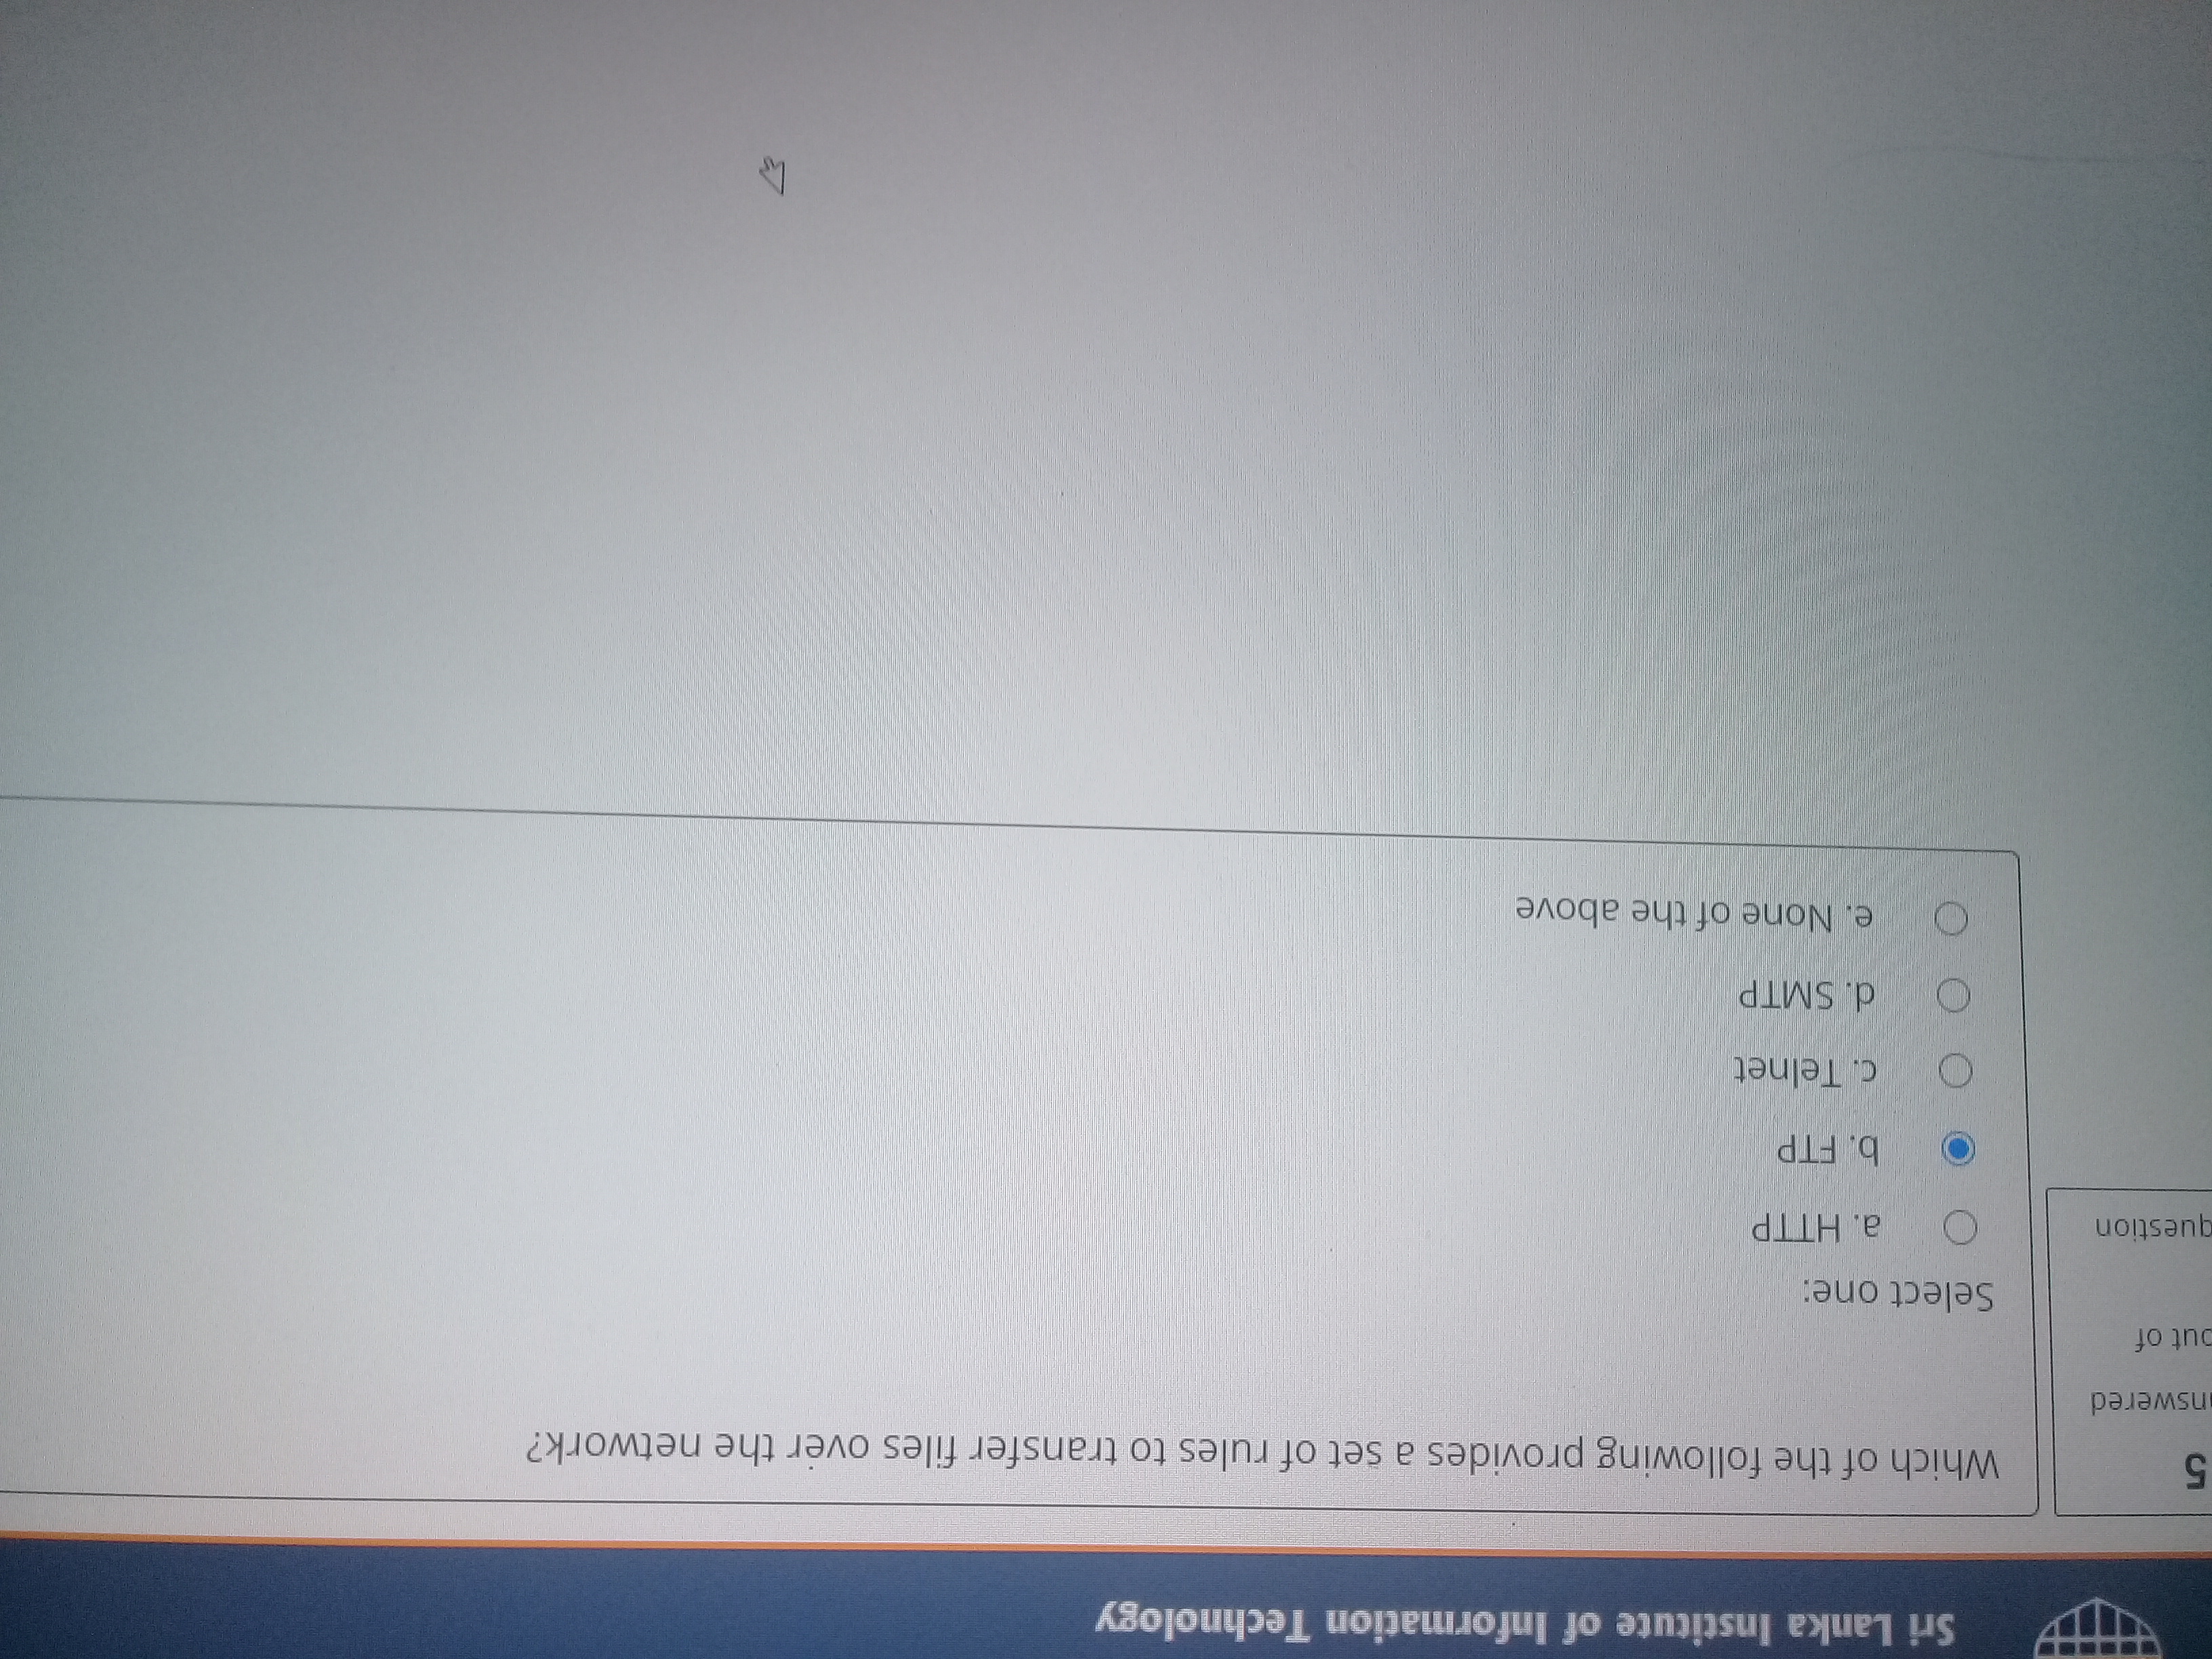 Sri Lanka Institute of Information Technology
5
Which of the following provides a set of rules to transfer files over the network?
nswered
out of
question
Select one:
a. HTTP
b. FTP
c. Telnet
d. SMTP
e. None of the above